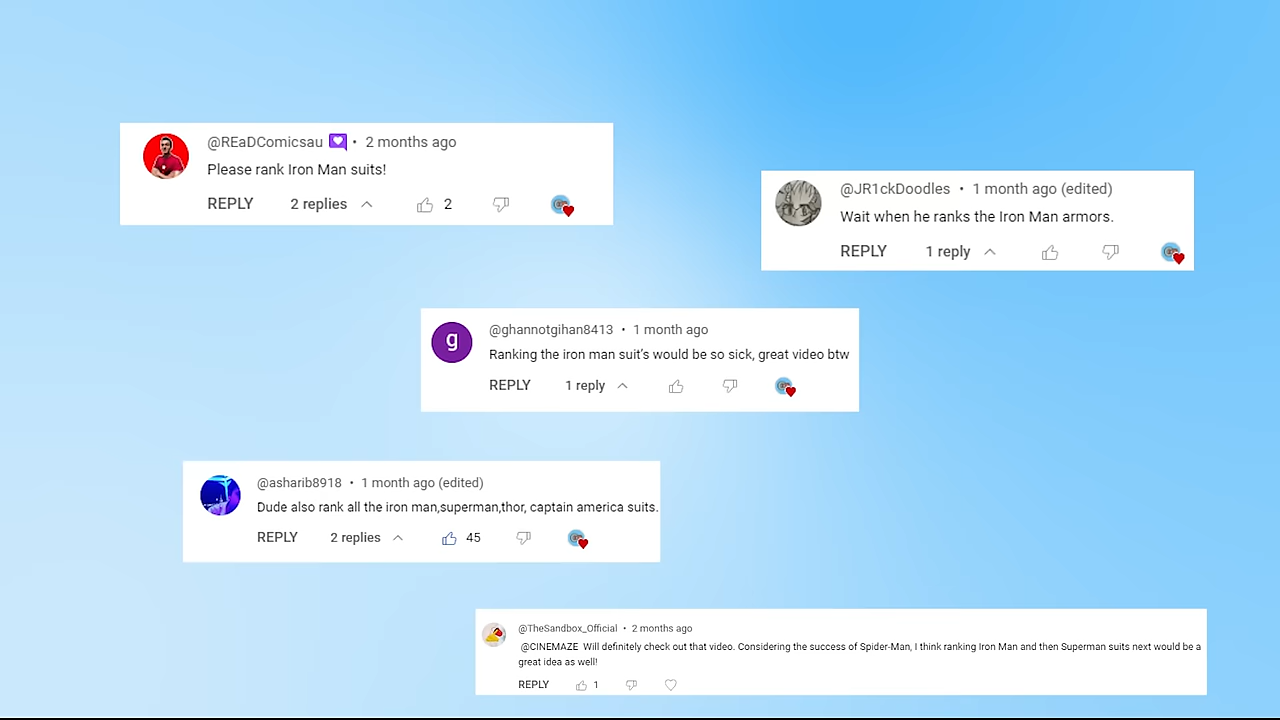 @REaDComicsau • 2 months ago
Please rank Iron Man suits!
REPLY 2 replies 2
@JR1ckDoodles • 1 month ago (edited)
Wait when he ranks the Iron Man armors.
REPLY 1 reply
g
@ghannotgihan8413 • 1 month ago
Ranking the iron man suit's would be so sick, great video btw
REPLY 1 reply
@asharib8918 • 1 month ago (edited)
Dude also rank all the iron man,superman,thor, captain america suits.
REPLY 2 replies 45
@TheSandbox_Official • 2 months ago
@CINEMAZE Will definitely check out that video. Considering the success of Spider-Man, I think ranking Iron Man and then Superman suits next would be a
great idea as well!
REPLY 1